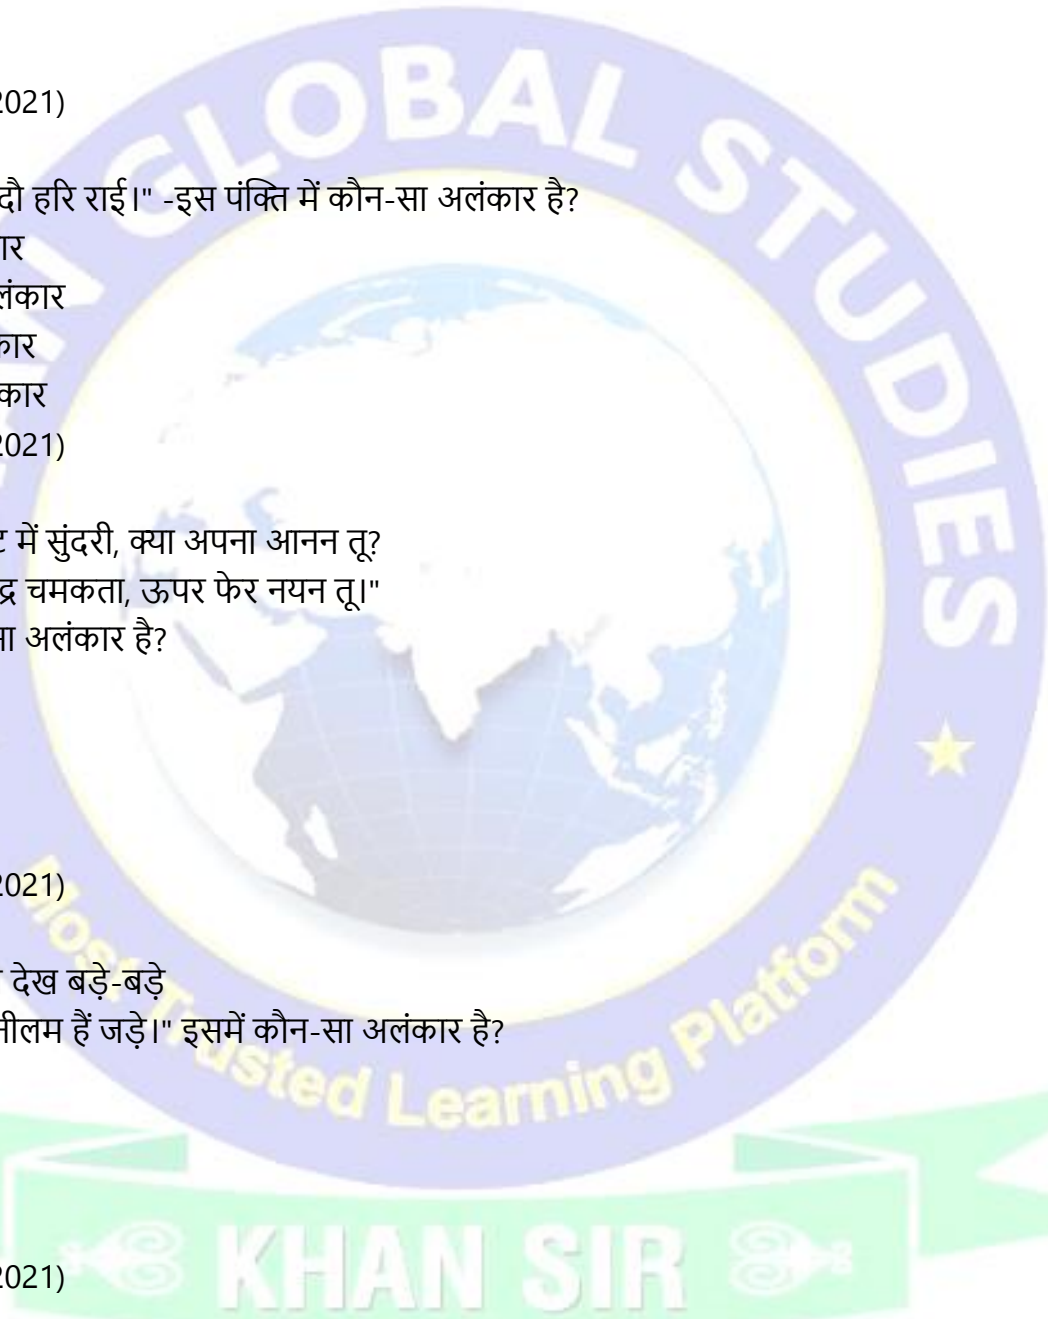 2021)
दौ हरि राई।" -इस पंक्ति में कौन-सा अलंकार है?
ार
लंकार
कार
कार
2021)
ट में सुंदरी, क्या अपना आनन तू?
द्र चमकता, ऊपर फेर नयन तू।"
सा अलंकार है?
2021)
देख बड़े-बड़े
नीलम हैं जड़े।" इसमें कौन-सा अलंकार है?
2021)
GLOBAL STUDIES
Most Trusted Learning Platform
KHAN SIR